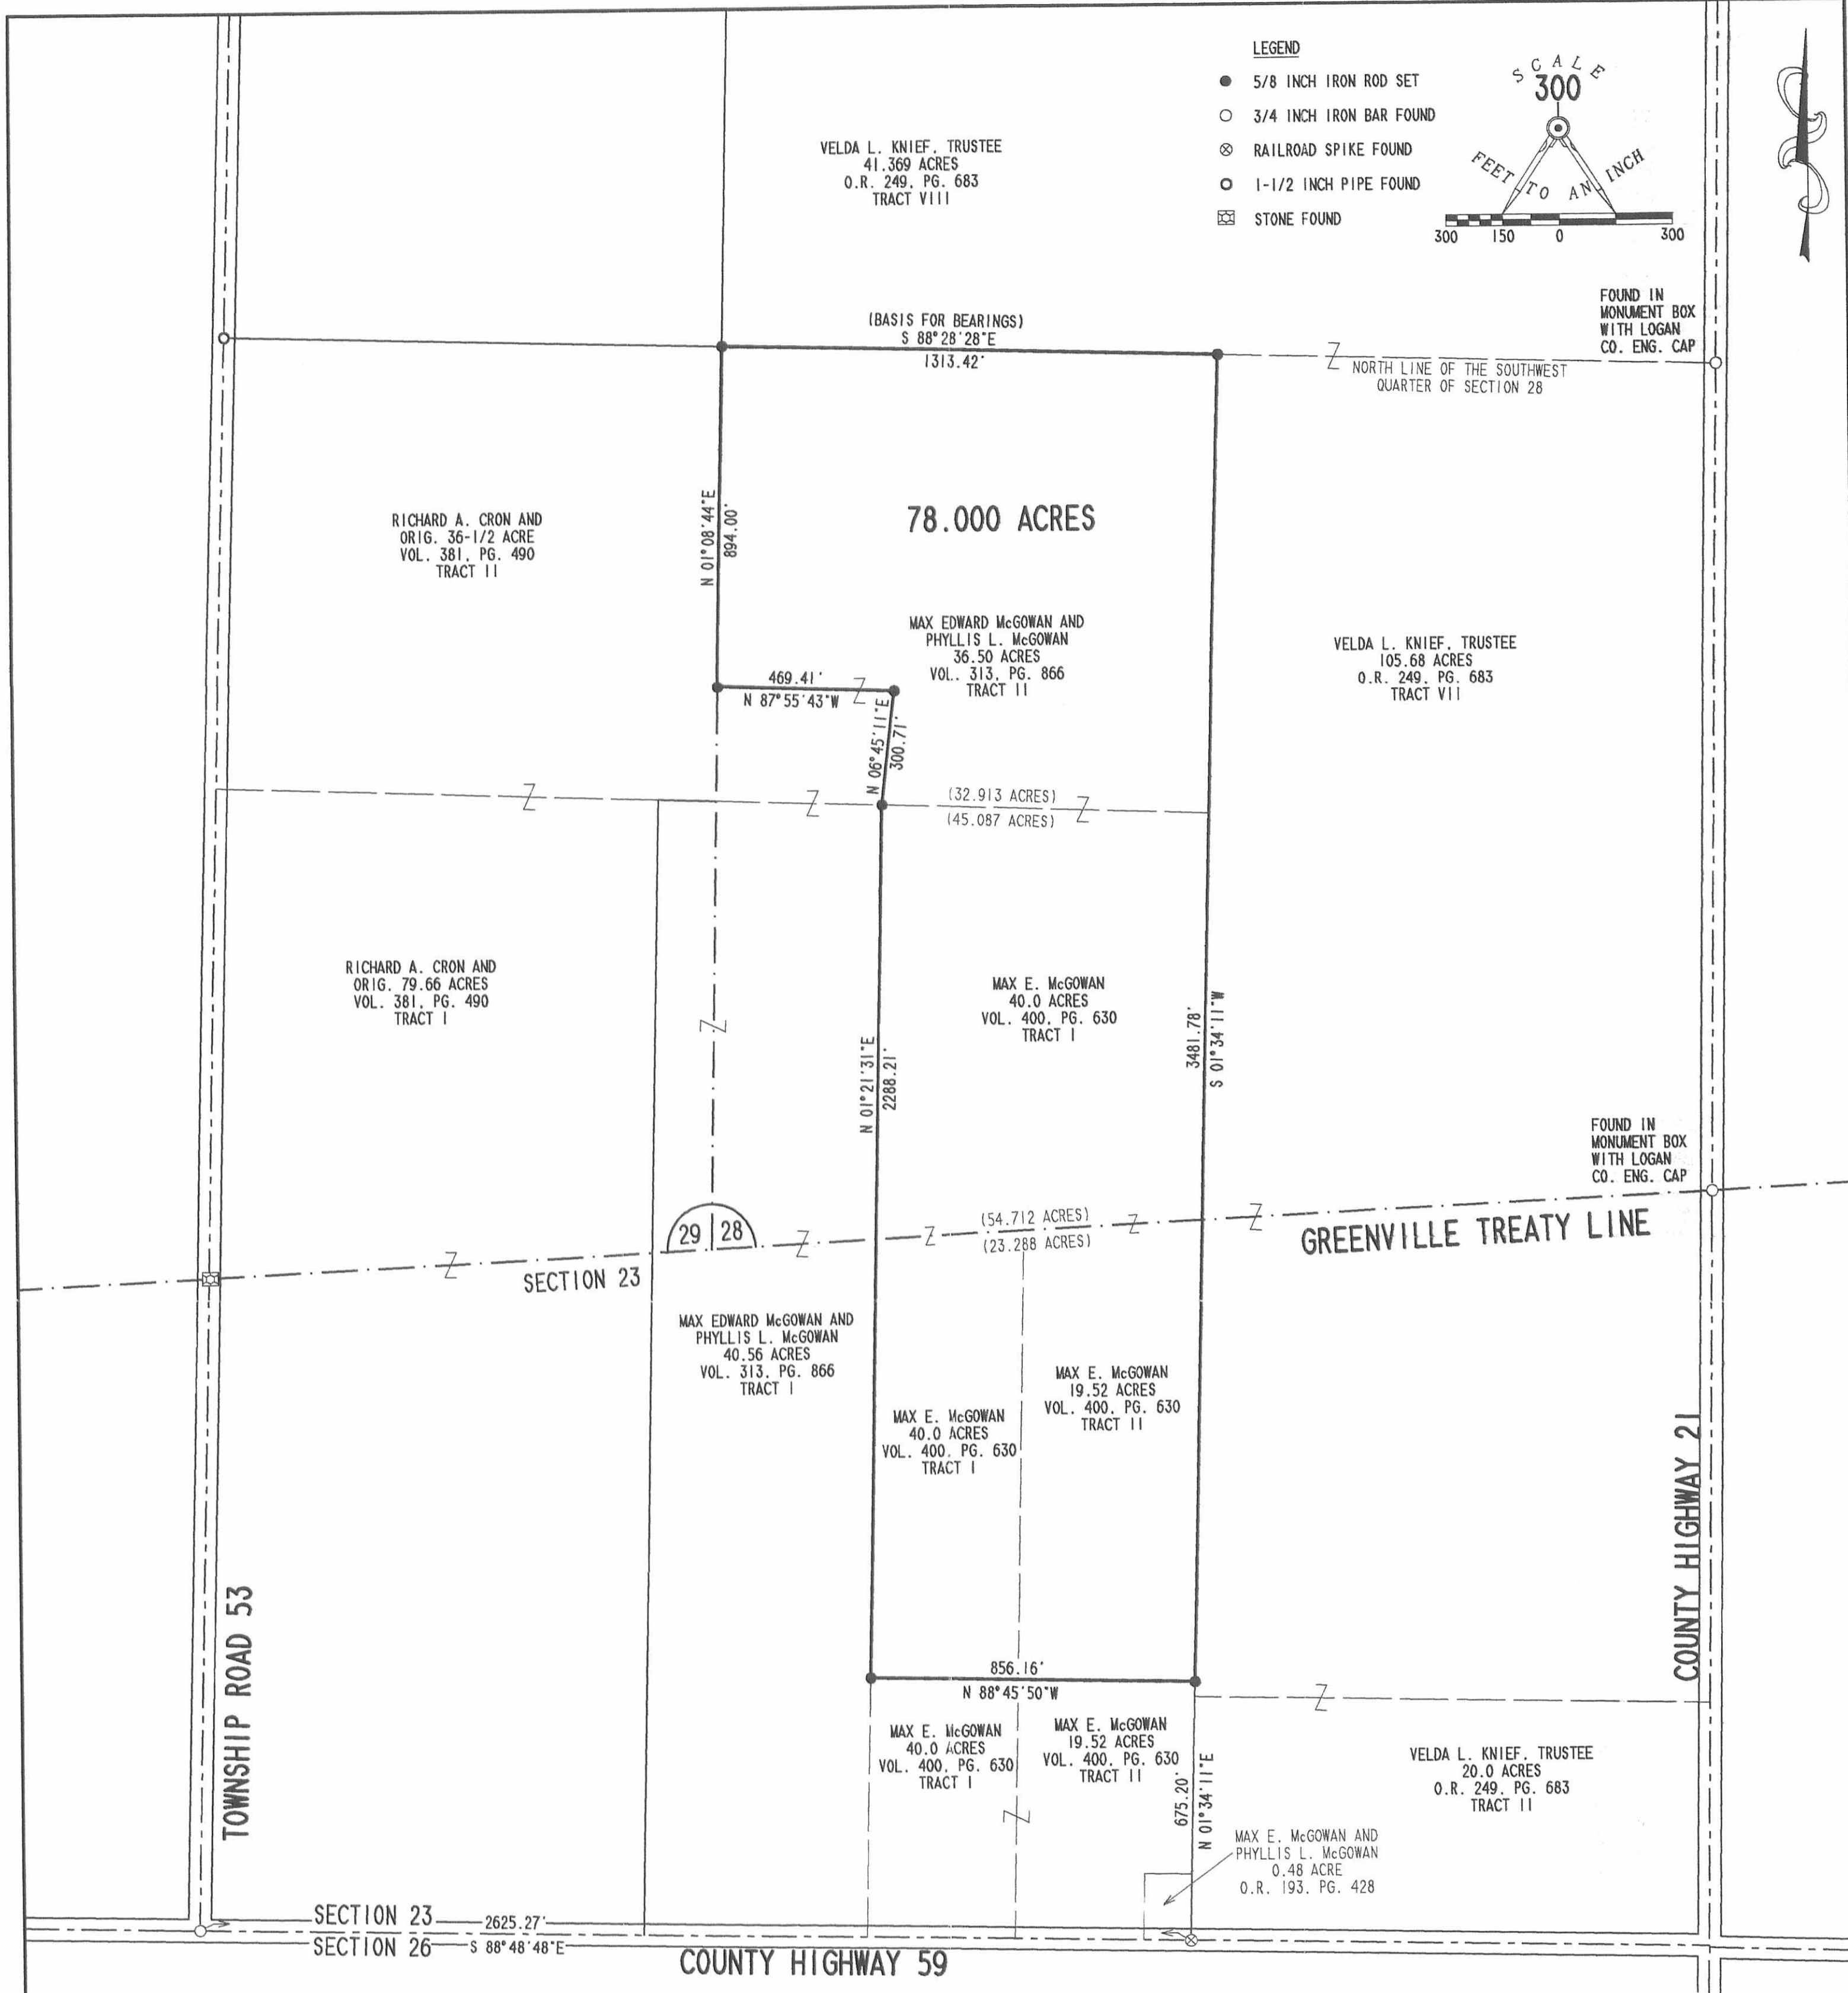 LEGEND
5/8 INCH IRON ROD SET
3/4 INCH IRON BAR FOUND
RAILROAD SPIKE FOUND
1-1/2 INCH PIPE FOUND
STONE FOUND
SCALE
300
FEET TO AN INCH
300 150 0 300
VELDA L. KNIEF, TRUSTEE
41.369 ACRES
O.R. 249, PG. 683
TRACT VIII
FOUND IN
MONUMENT BOX
WITH LOGAN
CO. ENG. CAP
(BASIS FOR BEARINGS)
S 88°28'28"E
1313.42'
NORTH LINE OF THE SOUTHWEST
QUARTER OF SECTION 28
N 01°08'44"E
894.00'
78.000 ACRES
RICHARD A. CRON AND
ORIG. 36-1/2 ACRE
VOL. 381, PG. 490
TRACT II
MAX EDWARD McGOWAN AND
PHYLLIS L. McGOWAN
36.50 ACRES
VOL. 313, PG. 866
TRACT II
VELDA L. KNIEF, TRUSTEE
105.68 ACRES
O.R. 249, PG. 683
TRACT VII
469.41'
N 87°55'43"W
N 06°45'11"E
300.71'
(32.913 ACRES)
(45.087 ACRES)
RICHARD A. CRON AND
ORIG. 79.66 ACRES
VOL. 381, PG. 490
TRACT I
MAX E. McGOWAN
40.0 ACRES
VOL. 400, PG. 630
TRACT I
N 01°21'31"E
2288.21'
3481.78'
S 01°34'11"W
FOUND IN
MONUMENT BOX
WITH LOGAN
CO. ENG. CAP
29 28
(54.712 ACRES)
(23.288 ACRES)
GREENVILLE TREATY LINE
SECTION 23
MAX EDWARD McGOWAN AND
PHYLLIS L. McGOWAN
40.56 ACRES
VOL. 313, PG. 866
TRACT I
MAX E. McGOWAN
19.52 ACRES
VOL. 400, PG. 630
TRACT II
MAX E. McGOWAN
40.0 ACRES
VOL. 400, PG. 630
TRACT I
COUNTY HIGHWAY 21
TOWNSHIP ROAD 53
856.16'
N 88°45'50"W
MAX E. McGOWAN
40.0 ACRES
VOL. 400, PG. 630
TRACT I
MAX E. McGOWAN
19.52 ACRES
VOL. 400, PG. 630
TRACT II
675.20'
N 01°34'11"E
VELDA L. KNIEF, TRUSTEE
20.0 ACRES
O.R. 249, PG. 683
TRACT II
MAX E. McGOWAN AND
PHYLLIS L. McGOWAN
0.48 ACRE
O.R. 193, PG. 428
SECTION 23 2625.27'
SECTION 26 S 88°48'48"E
COUNTY HIGHWAY 59